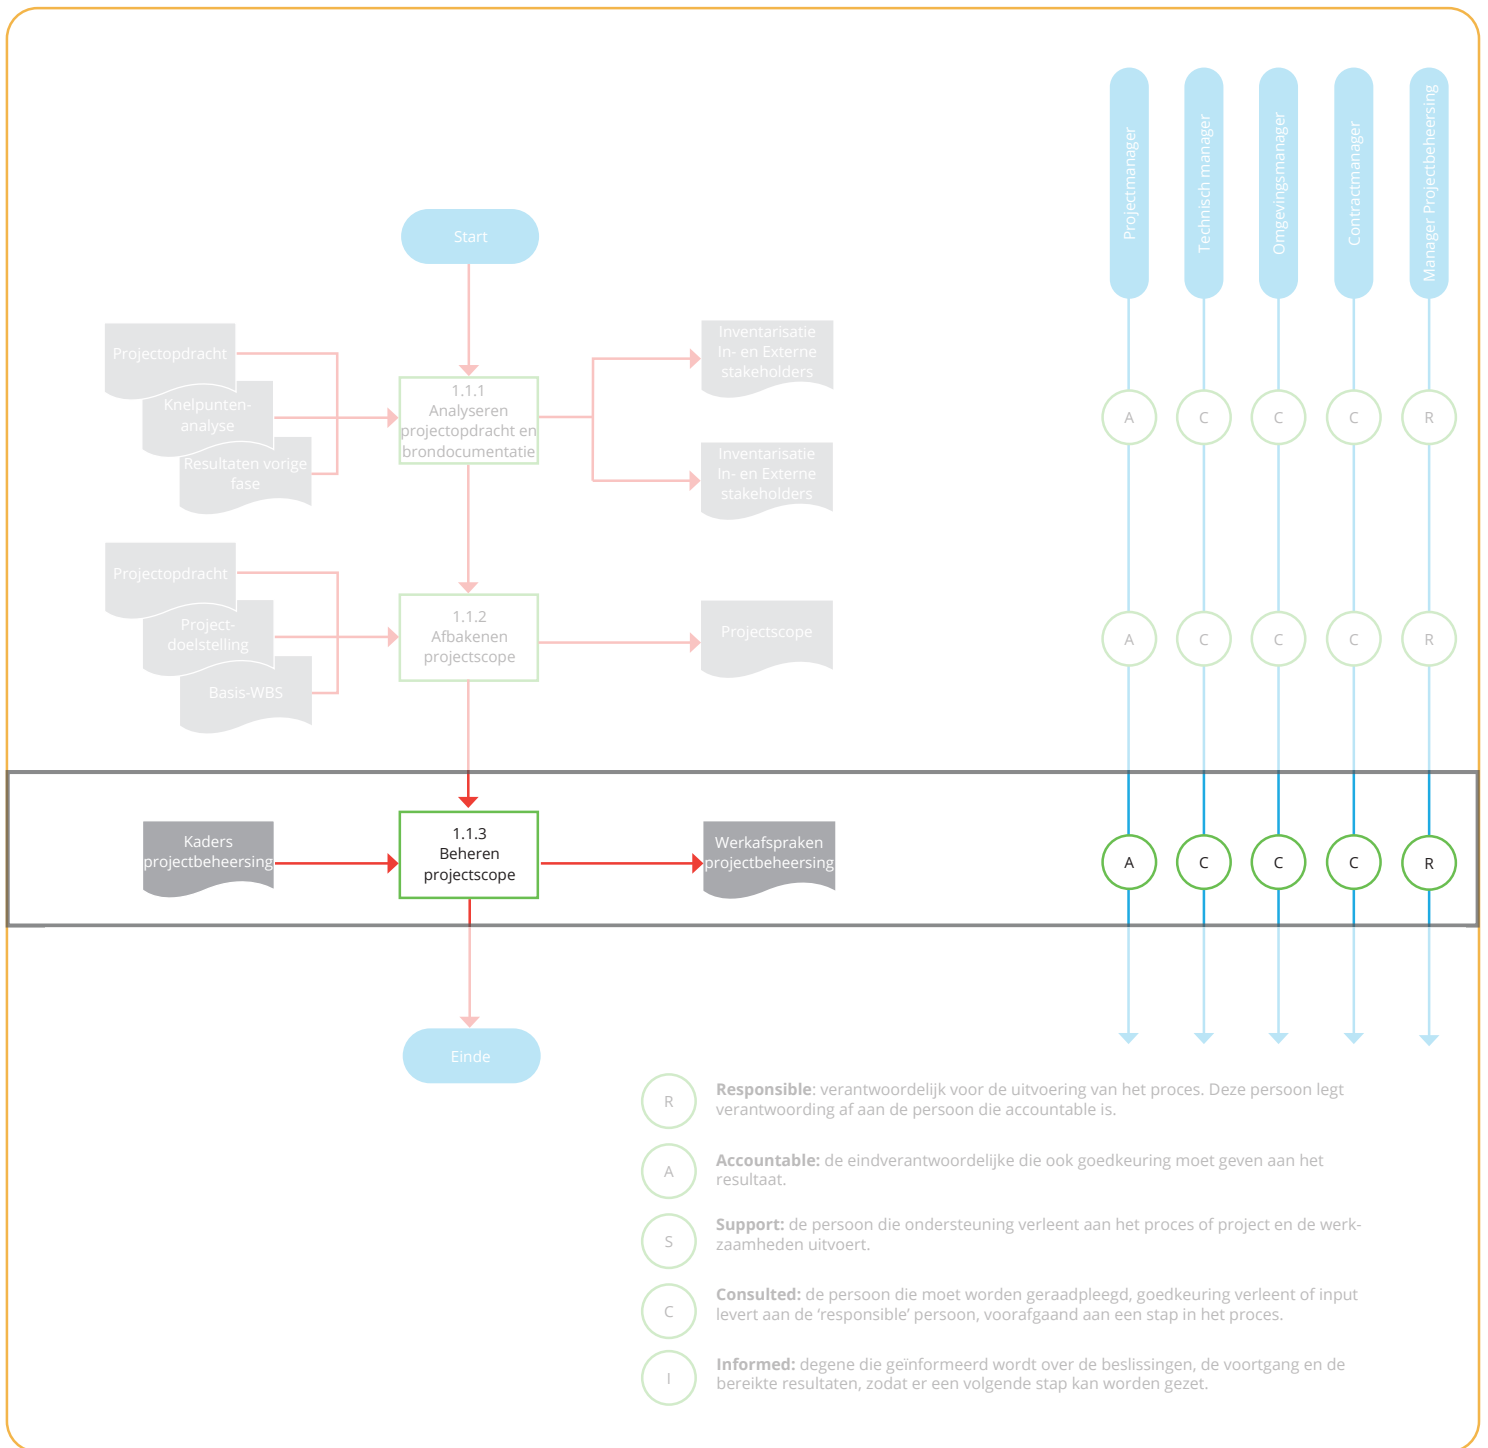 Projectmanager
Technisch manager
Omgevingsmanager
Contractmanager
Manager Projectbeheersing
Start
Projectopdracht
Knelpunten-
analyse
Resultaten vorige
fase
1.1.1
Analyseren
projectopdracht en
brondocumentatie
Inventarisatie
In- en Externe
stakeholders
Inventarisatie
In- en Externe
stakeholders
A
C
C
C
R
Projectopdracht
Project-
doelstelling
Basis-WBS
1.1.2
Afbakenen
projectscope
Projectscope
A
C
C
C
R
Kaders
projectbeheersing
1.1.3
Beheren
projectscope
Werkafspraken
projectbeheersing
A
C
C
C
R
Einde
R
Responsible: verantwoordelijk voor de uitvoering van het proces. Deze persoon legt
verantwoording af aan de persoon die accountable is.
A
Accountable: de eindverantwoordelijke die ook goedkeuring moet geven aan het
resultaat.
S
Support: de persoon die ondersteuning verleent aan het proces of project en de werk-
zaamheden uitvoert.
C
Consulted: de persoon die moet worden geraadpleegd, goedkeuring verleent of input
levert aan de ‘responsible’ persoon, voorafgaand aan een stap in het proces.
I
Informed: degene die geïnformeerd wordt over de beslissingen, de voortgang en de
bereikte resultaten, zodat er een volgende stap kan worden gezet.